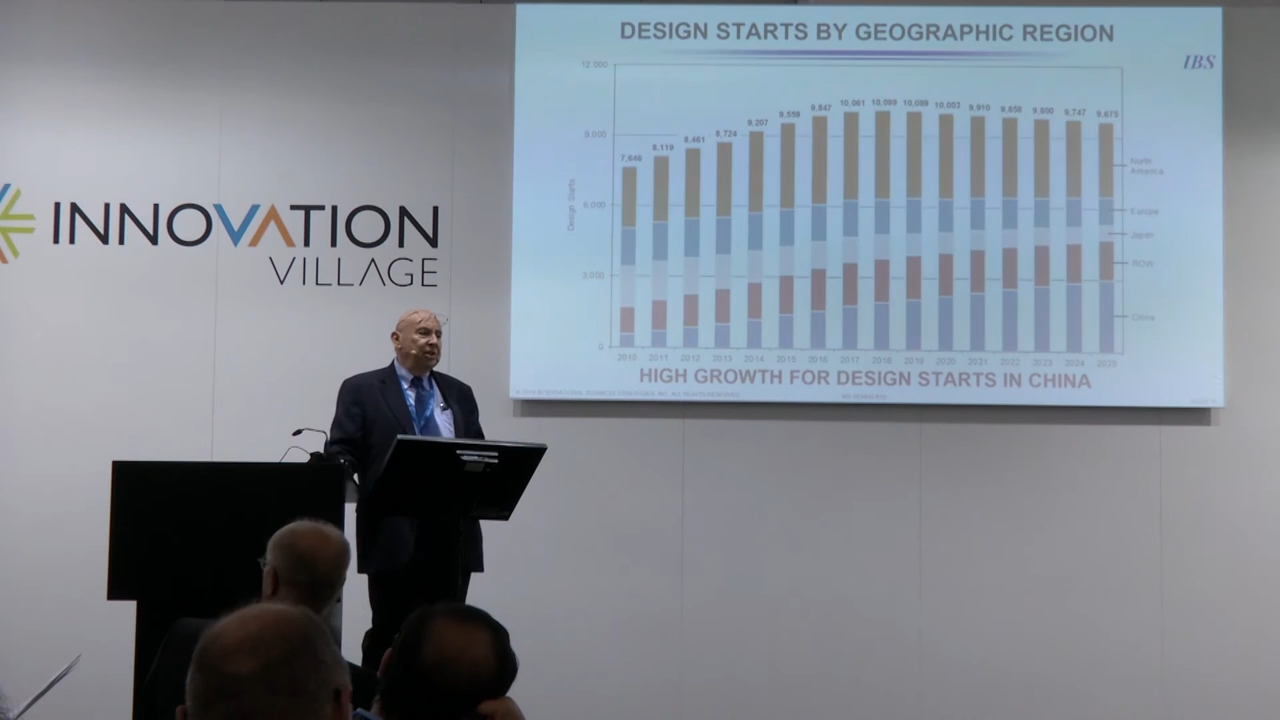 DESIGN STARTS BY GEOGRAPHIC REGION
IBS
12 000
9,000
6,000
3,000
0
Design Starts
7,648
8,119
8,461
8,724
9,207
9,559
9,847
10,061
10,099
10,089
10,003
9,910
9,858
9,800
9,747
9,675
North
America
Europe
Japan
ROW
China
2010 2011 2012 2013 2014 2015 2016 2017 2018 2019 2020 2021 2022 2023 2024 2025
HIGH GROWTH FOR DESIGN STARTS IN CHINA
INNOVATION
VILLAGE